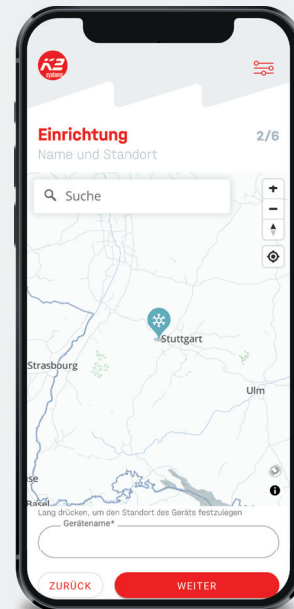 K2
systems
Einrichtung
2/6
Name und Standort
Suche
Stuttgart
Strasbourg
Ulm
se
Basel
Lang drücken, um den Standort des Geräts festzulegen
Gerätename*
ZURÜCK
WEITER